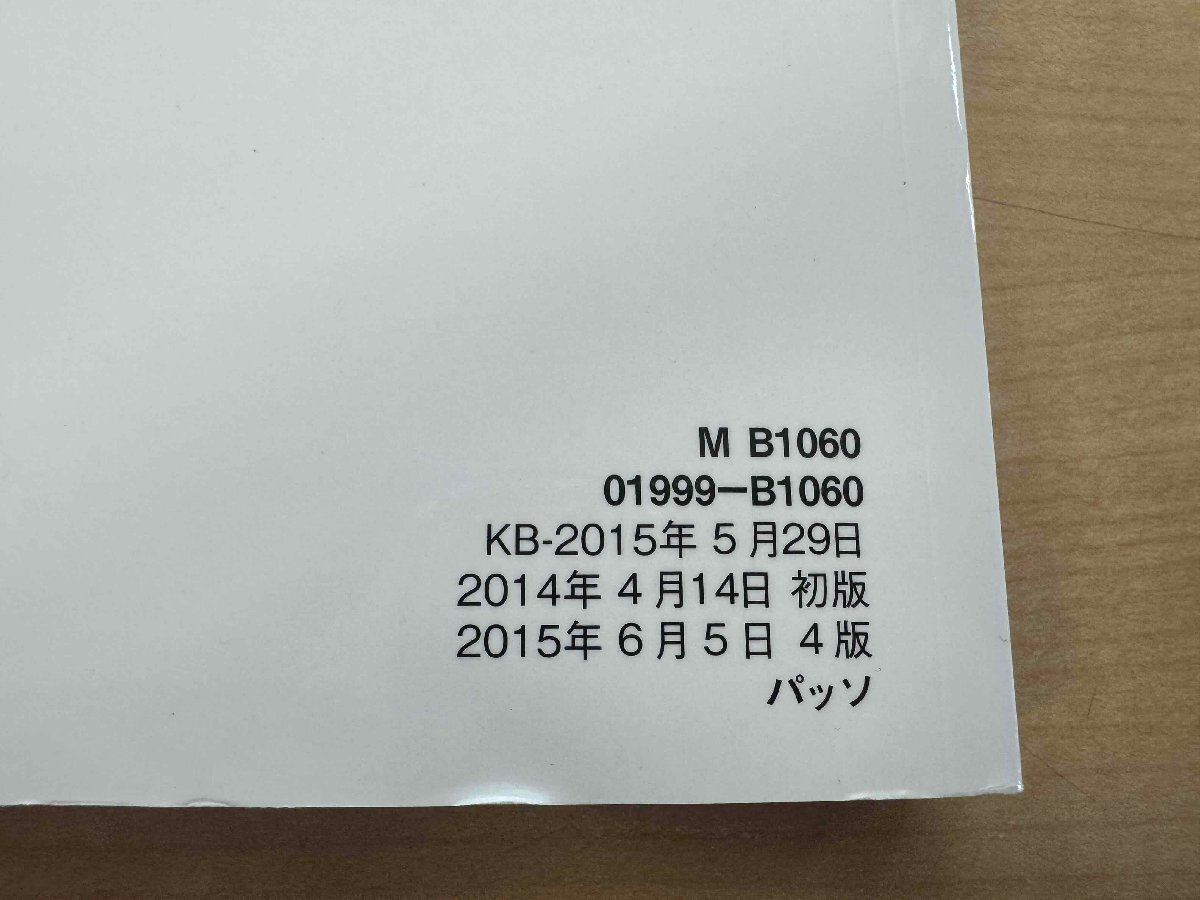 M B1060
01999-B1060
KB-2015年 5 月29日
2014年 4 月14日 初版
2015年 6 月 5 日 4 版
パッソ